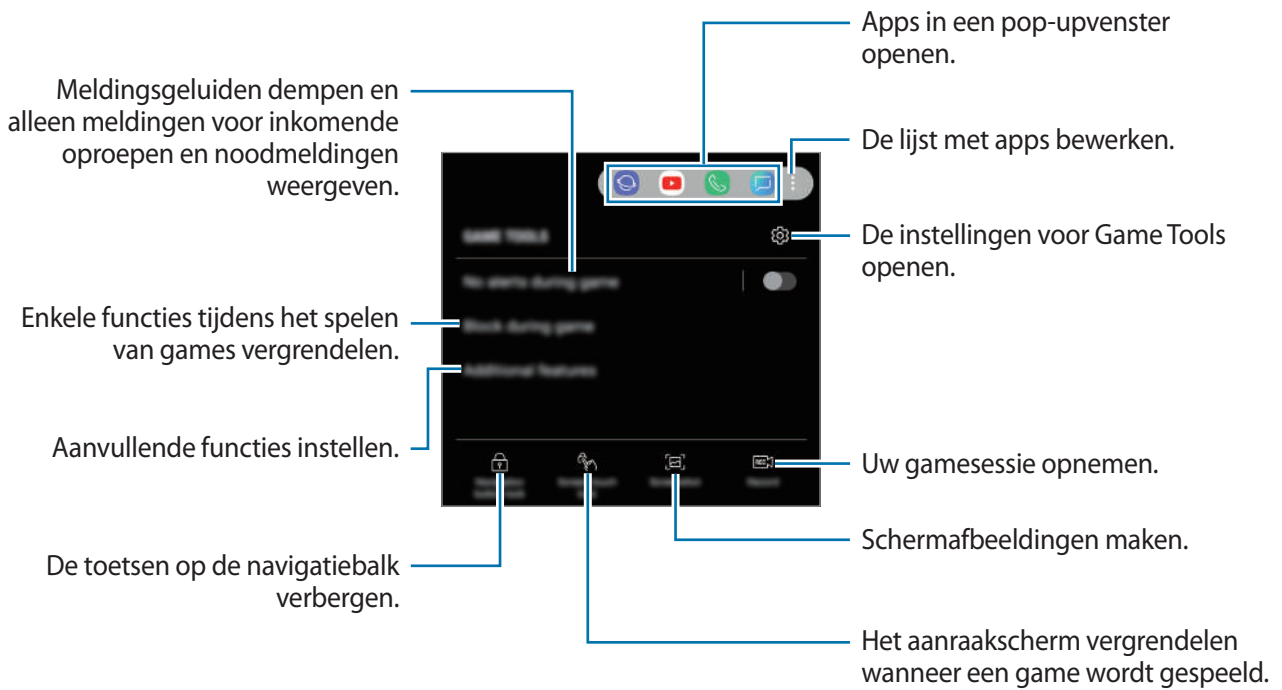 Apps in een pop-upvenster
openen.
Meldingsgeluiden dempen en
alleen meldingen voor inkomende
oproepen en noodmeldingen
weergeven.
De lijst met apps bewerken.
GAME TOOLS
De instellingen voor Game Tools
openen.
No alerts during game
Enkele functies tijdens het spelen
van games vergrendelen.
Block during game
Additional features
Aanvullende functies instellen.
REC
Uw gamesessie opnemen.
Schermafbeeldingen maken.
De toetsen op de navigatiebalk
verbergen.
Het aanraakscherm vergrendelen
wanneer een game wordt gespeeld.